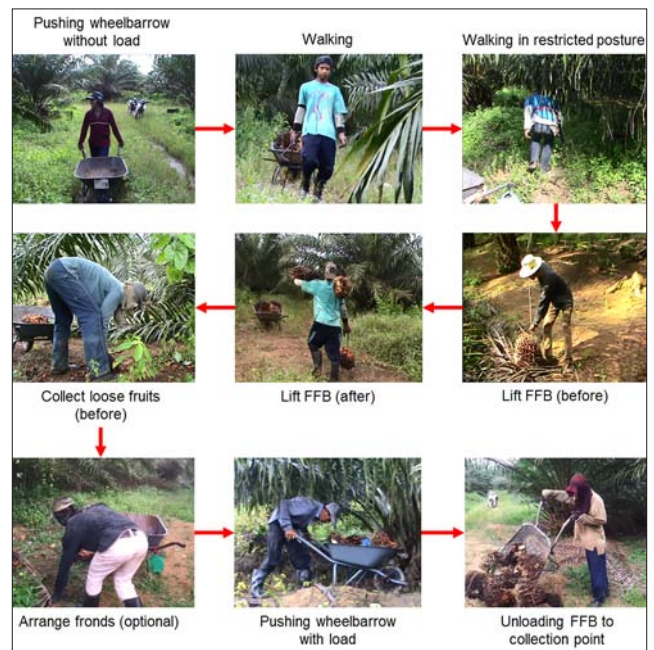 Pushing wheelbarrow
without load
Walking
Walking in restricted posture
Collect loose fruits
(before)
Lift FFB (after)
Lift FFB (before)
Arrange fronds (optional)
Pushing wheelbarrow
with load
Unloading FFB to
collection point